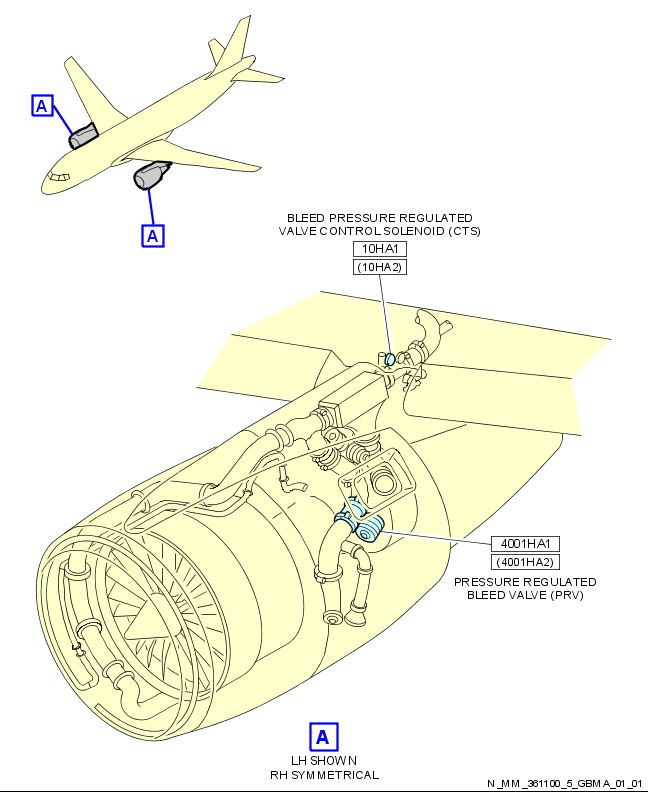 A
A
BLEED PRESSURE REGULATED
VALVE CONTROL SOLENOID (CTS)
10HA1
(10HA2)
4001HA1
(4001HA2)
PRESSURE REGULATED
BLEED VALVE (PRV)
A
LH SHOWN
RH SYMMETRICAL
N_MM_361100_5_GBMA_01_01